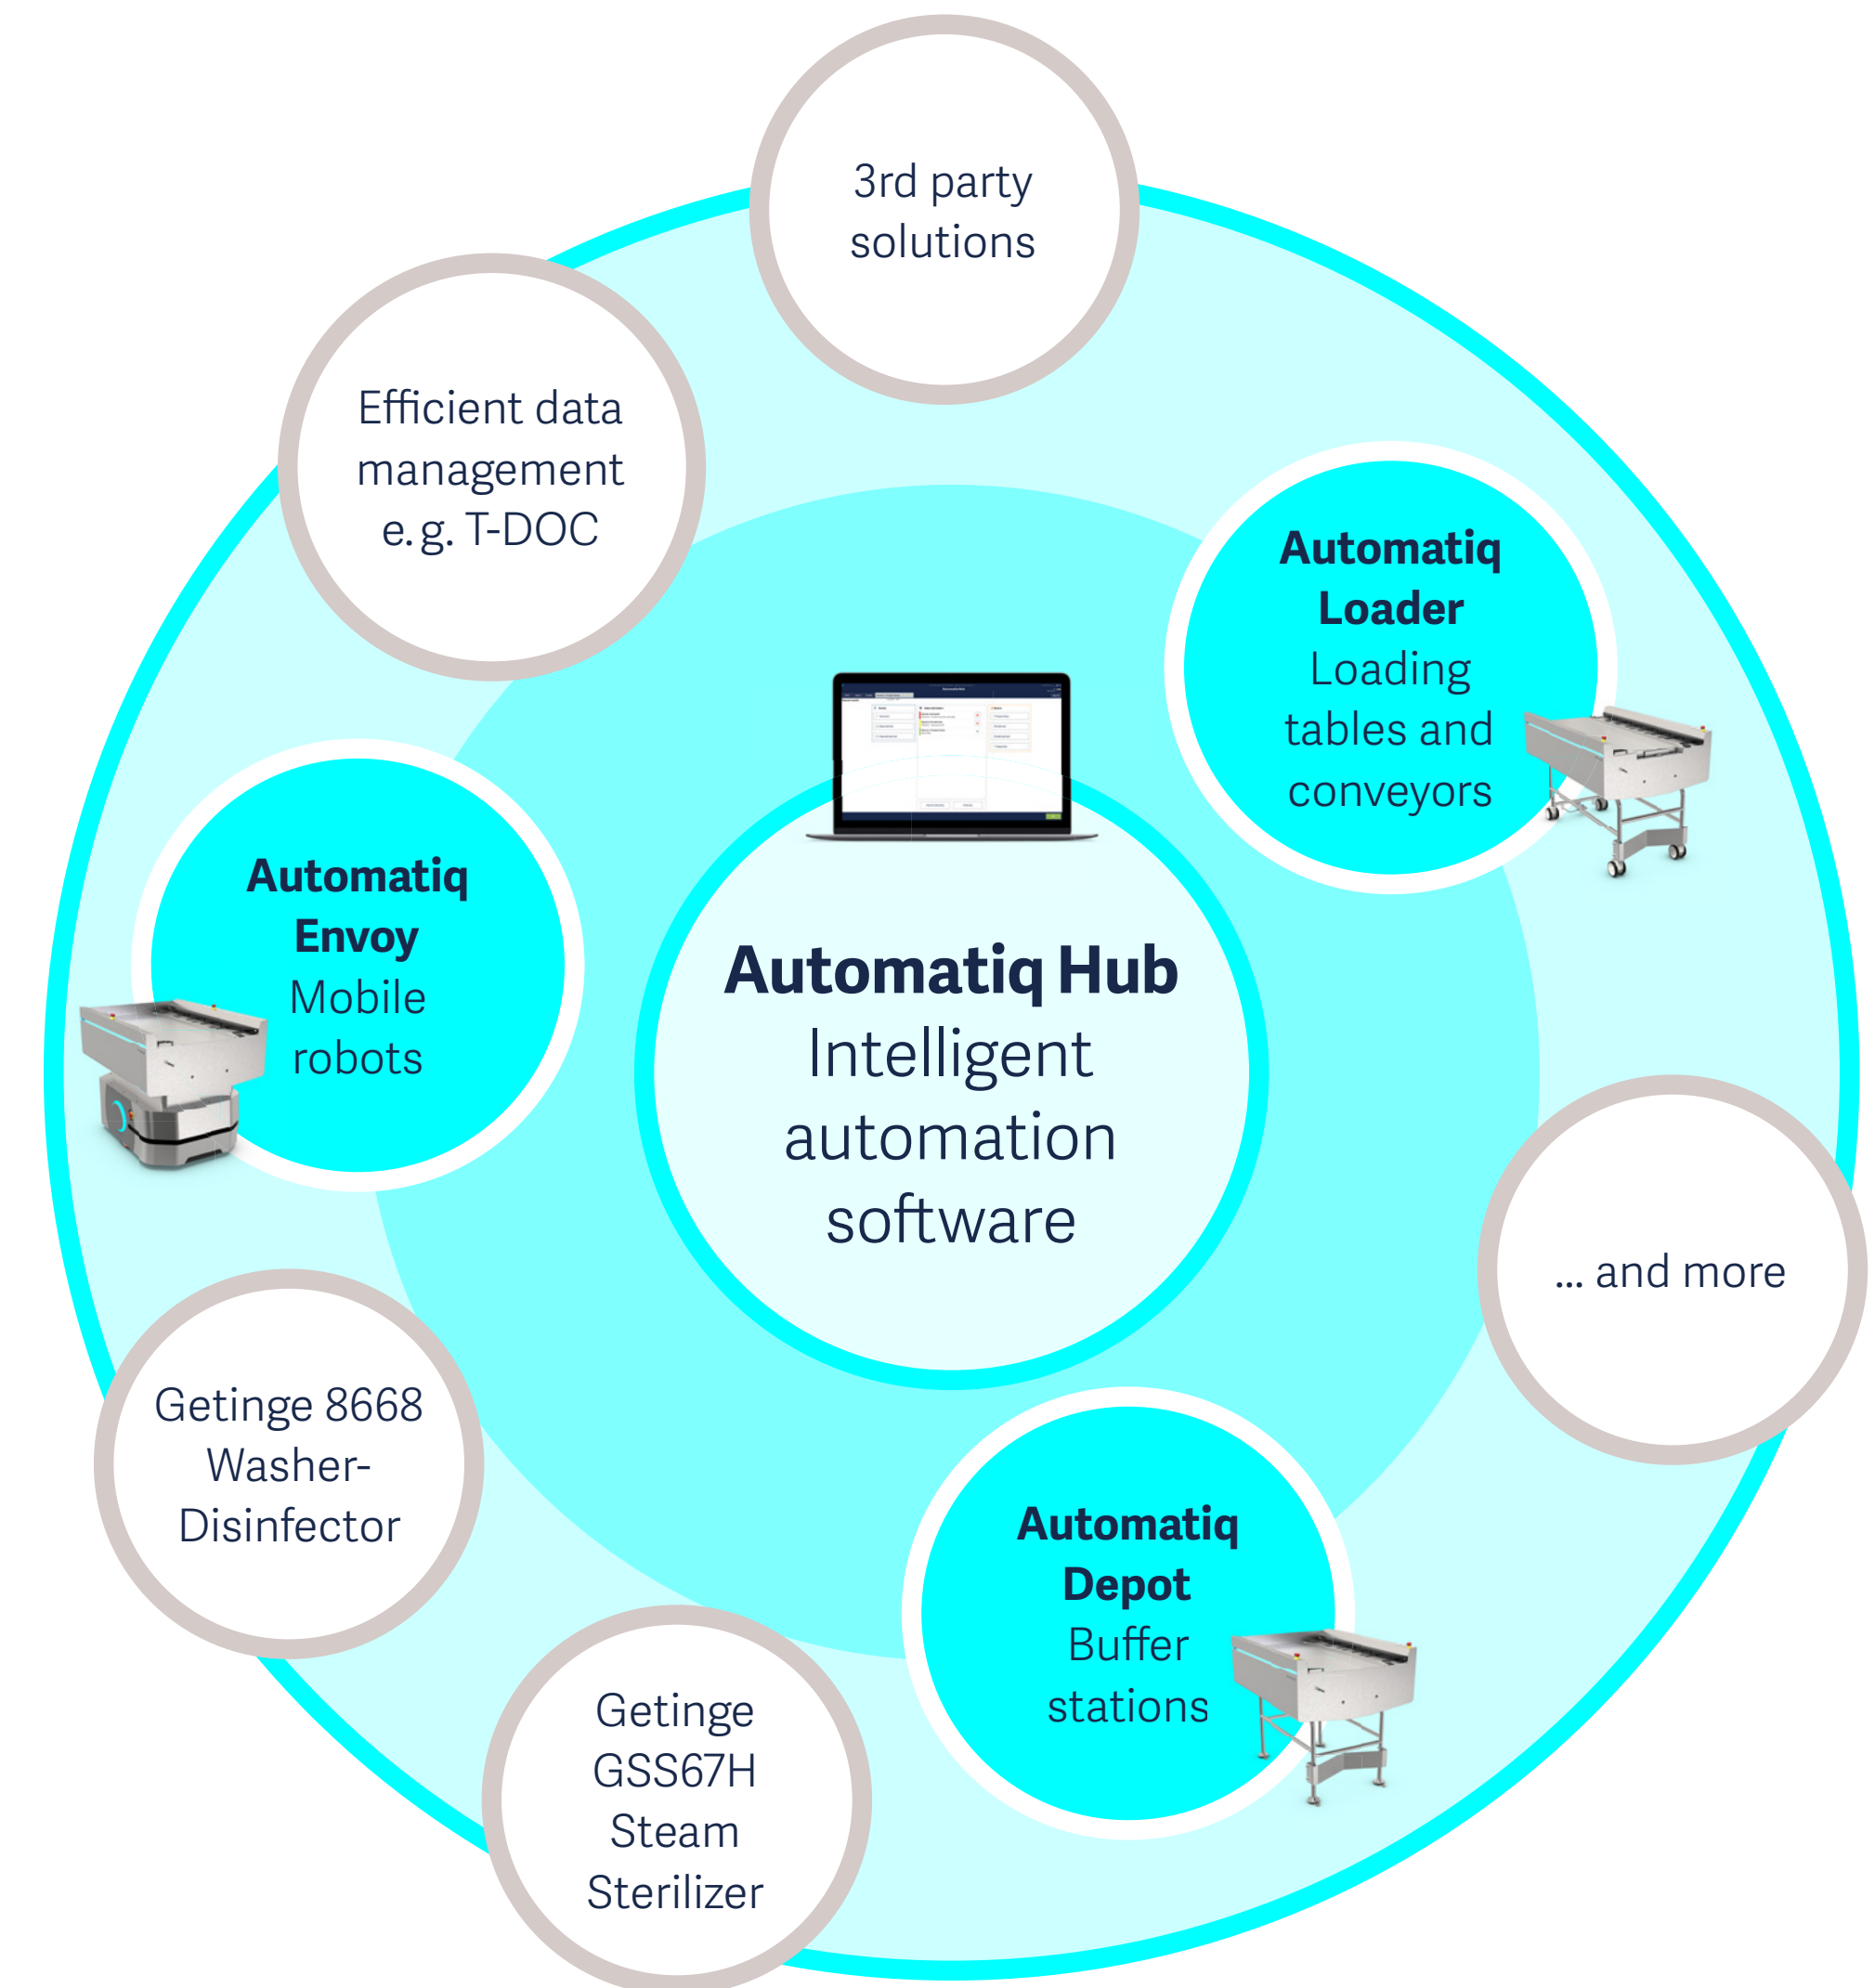 3rd party
solutions
Efficient data
management
e. g. T-DOC
Automatiq
Loader
Loading
tables and
conveyors
Automatiq
Envoy
Mobile
robots
Automatiq Hub
Intelligent
automation
software
... and more
Getinge 8668
Washer-
Disinfector
Automatiq
Depot
Buffer
stations
Getinge
GSS67H
Steam
Sterilizer